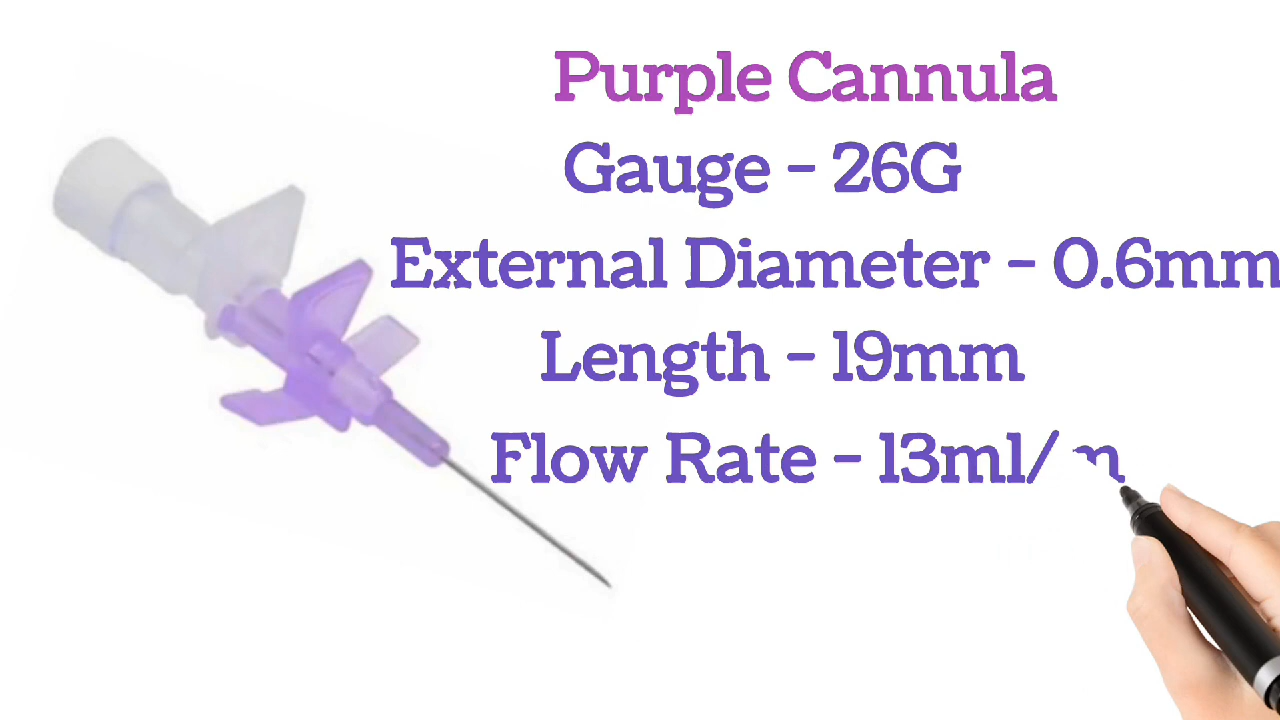 Purple Cannula
Gauge - 26G
External Diameter - 0.6mm
Length - 19mm
Flow Rate - 13ml/m